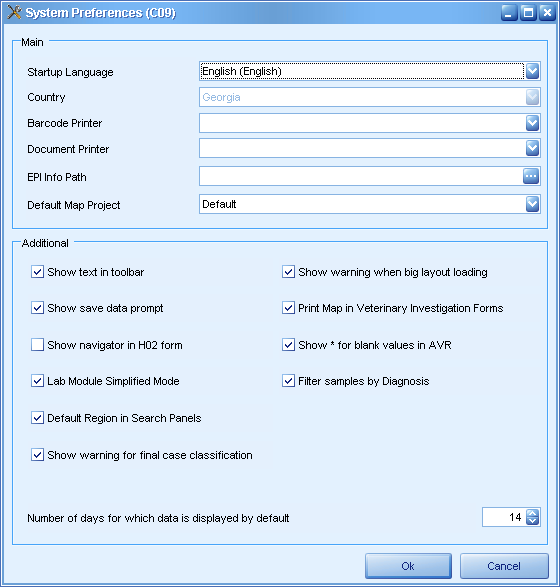 System Preferences (C09)
Main
Startup Language English (English)
Country Georgia
Barcode Printer
Document Printer
EPI Info Path
Default Map Project Default
Additional
Show text in toolbar Show warning when big layout loading
Show save data prompt Print Map in Veterinary Investigation Forms
Show navigator in H02 form Show * for blank values in AVR
Lab Module Simplified Mode Filter samples by Diagnosis
Default Region in Search Panels
Show warning for final case classification
Number of days for which data is displayed by default 14
Ok Cancel